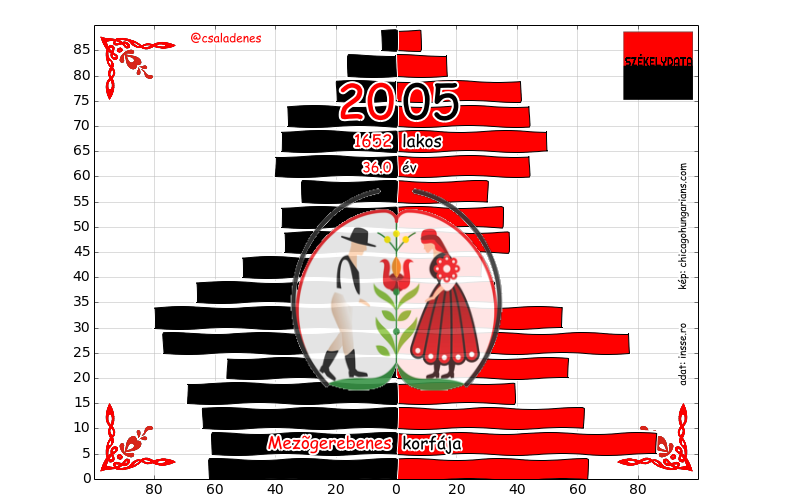 @csaladenes
SZÉKELYDATA
2005
1652 lakos
36.0 év
kép: chicagohungarians.com
adat: insse.ro
Mezõgerebenes korfája
85
80
75
70
65
60
55
50
45
40
35
30
25
20
15
10
5
0
80 60 40 20 0 20 40 60 80